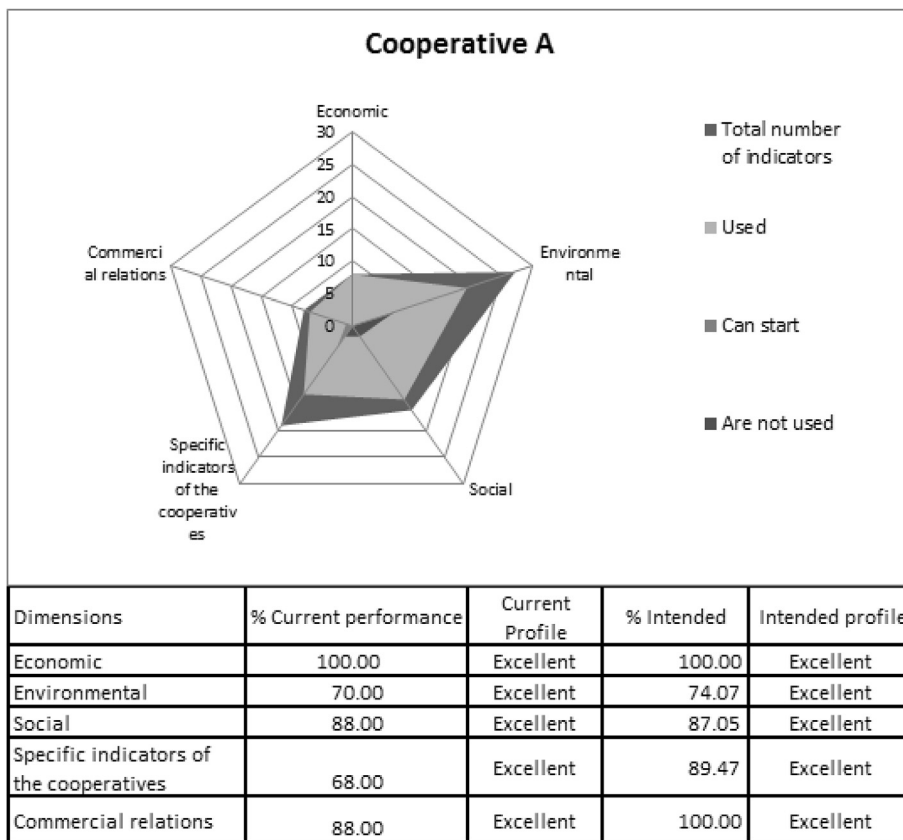 Cooperative A
Economic
30
25
20
15
10
5
0
Environme
ntal
Social
Specific
indicators
of the
cooperativ
es
Commerci
al relations
Total number
of indicators
Used
Can start
Are not used
Dimensions % Current performance Current Profile % Intended Intended profile
Economic 100.00 Excellent 100.00 Excellent
Environmental 70.00 Excellent 74.07 Excellent
Social 88.00 Excellent 87.05 Excellent
Specific indicators of
the cooperatives 68.00 Excellent 89.47 Excellent
Commercial relations 88.00 Excellent 100.00 Excellent